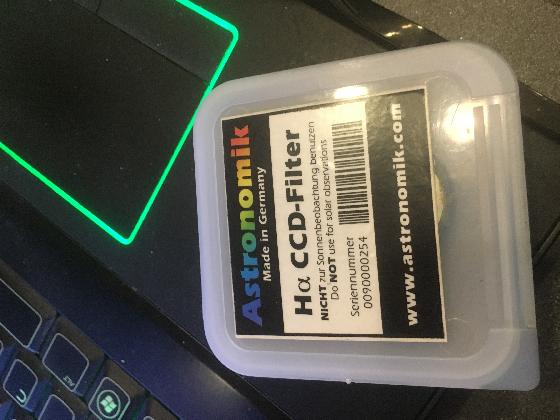 Astronomik
Made in Germany
Hα CCD-Filter
NICHT zur Sonnenbeobachtung benutzen
Do NOT use for solar observations
Seriennummer
0090000254
www.astronomik.com
ALT